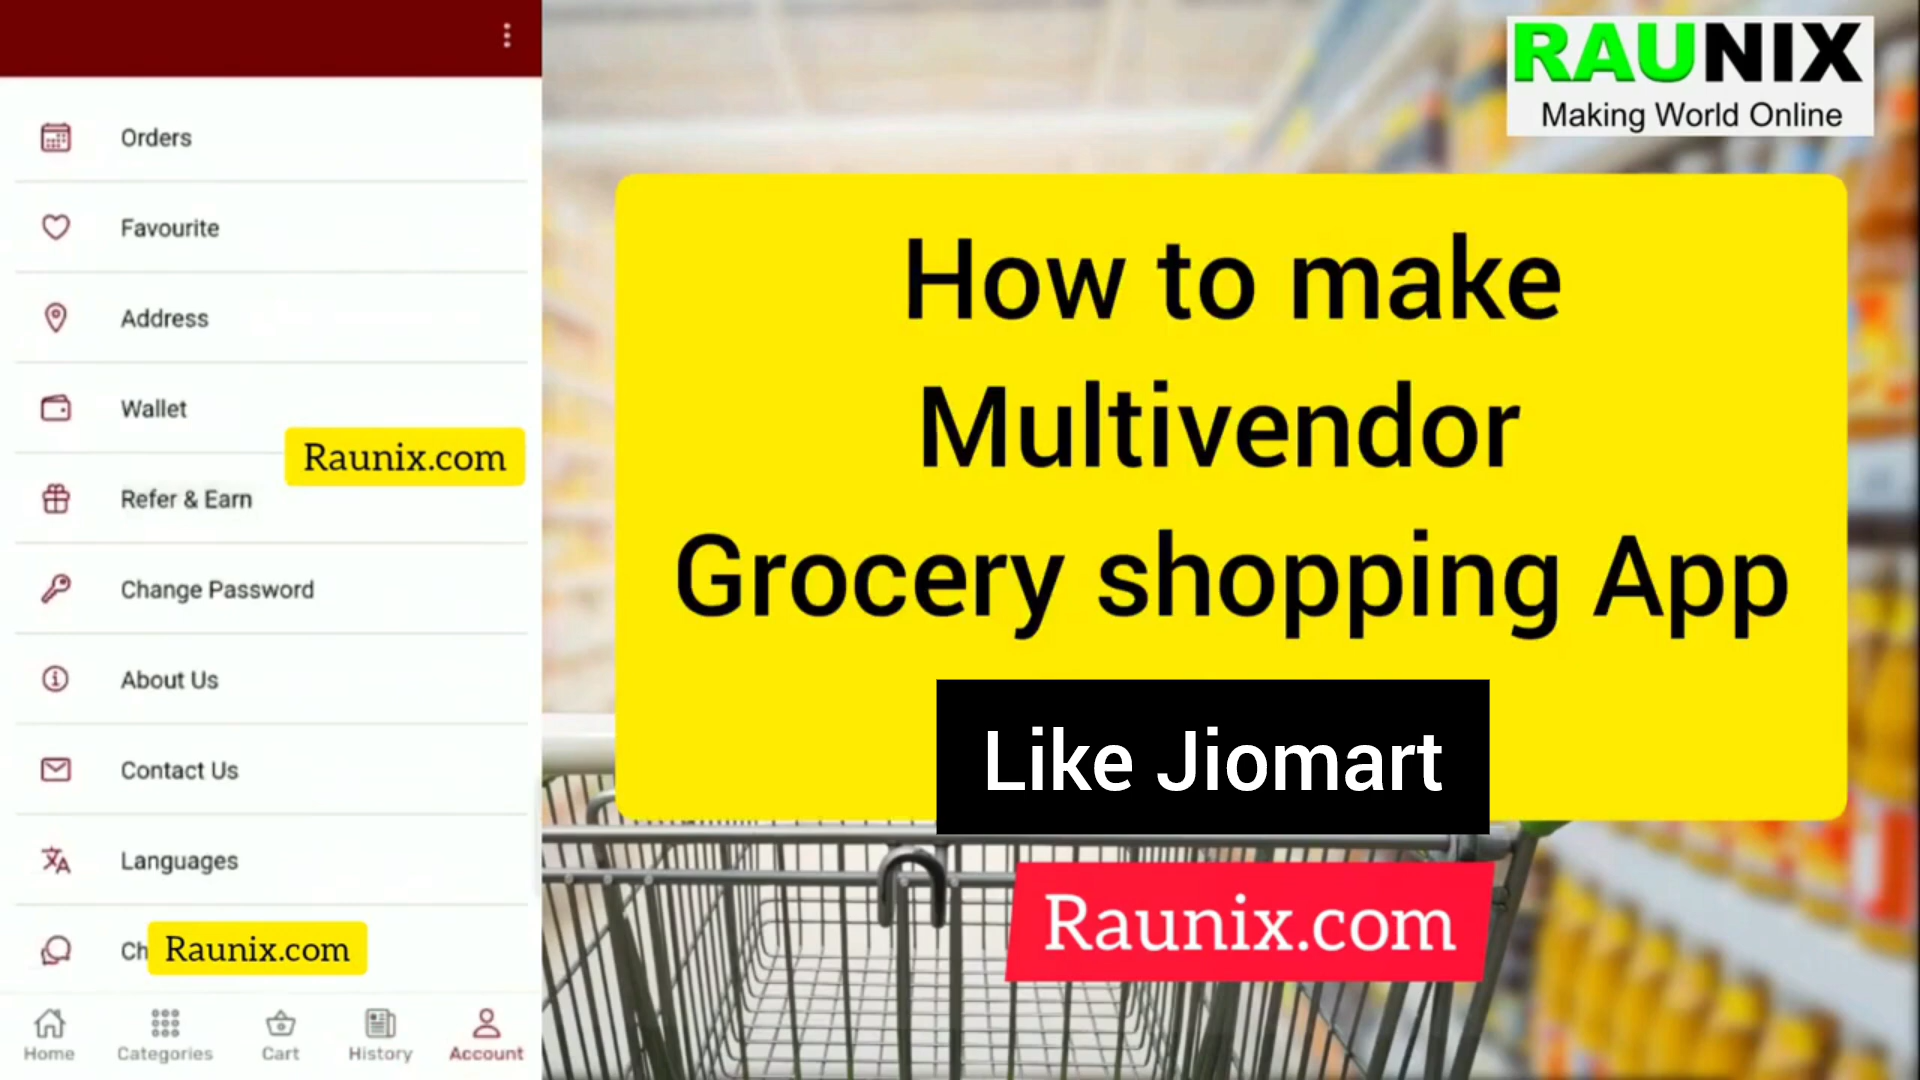 Orders
Favourite
Address
Wallet
Raunix.com
Refer & Earn
Change Password
About Us
Contact Us
Languages
Raunix.com
Home
Categories
Cart
History
Account
RAUNIX
Making World Online
How to make
Multivendor
Grocery shopping App
Like Jiomart
Raunix.com